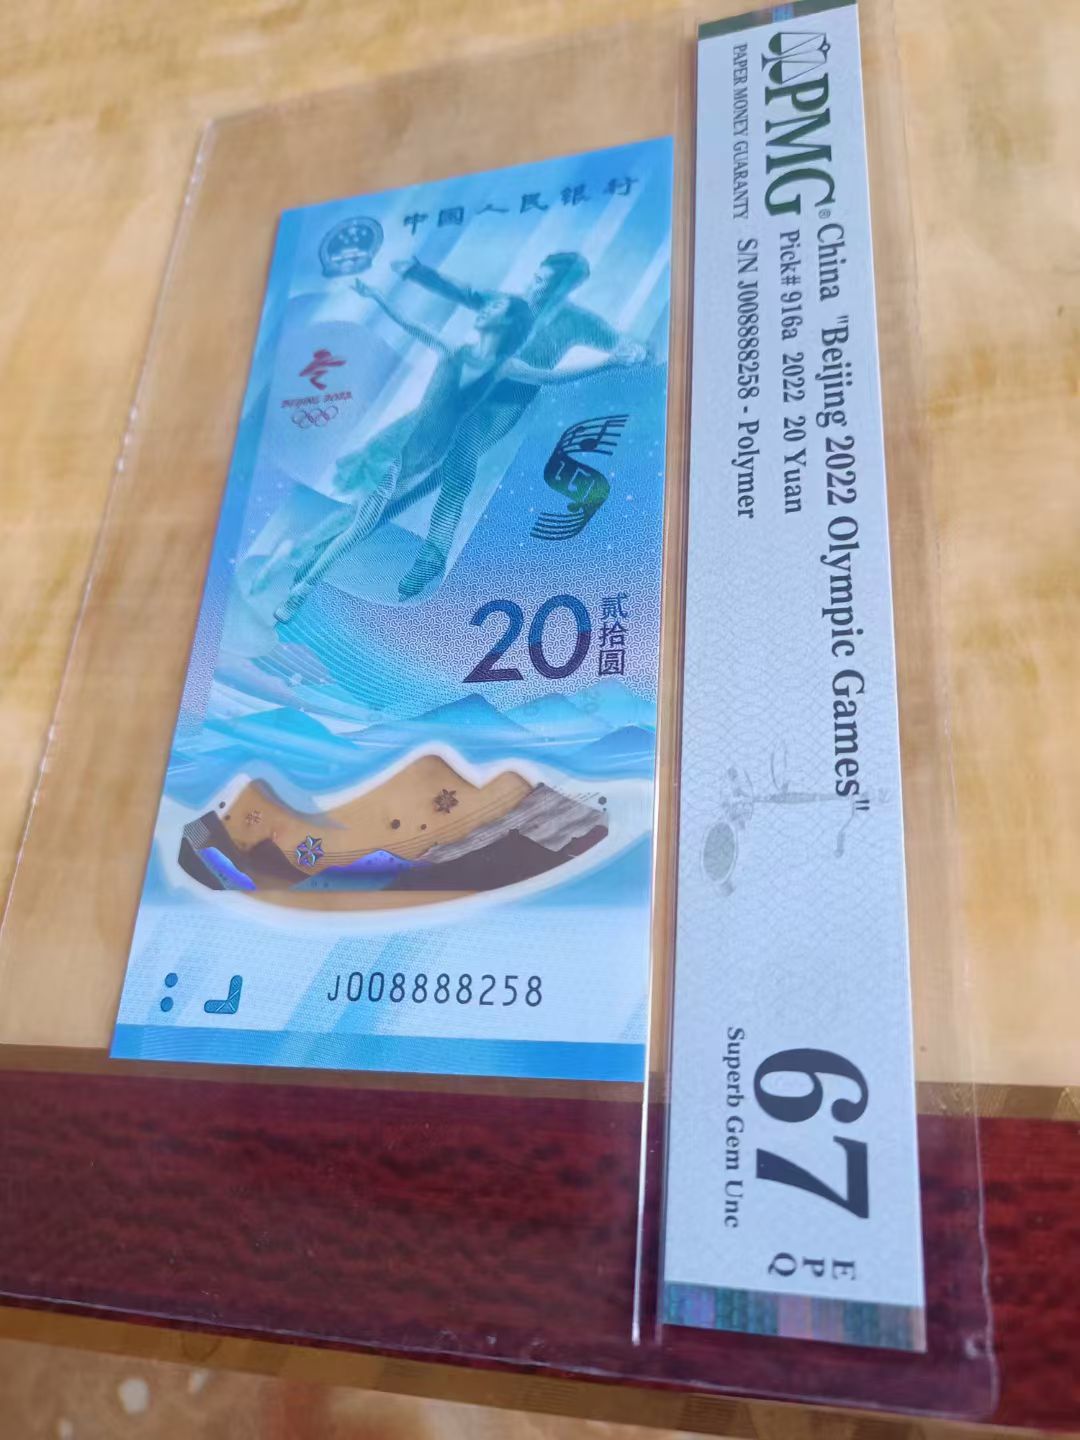 中国人民银行
BEIJING 2022
20
贰拾圆
J008888258
PMG®
PAPER MONEY GUARANTY
China "Beijing 2022 Olympic Games"
Pick# 916a 2022 20 Yuan
S/N J008888258 - Polymer
67
EPQ
Superb Gem Unc